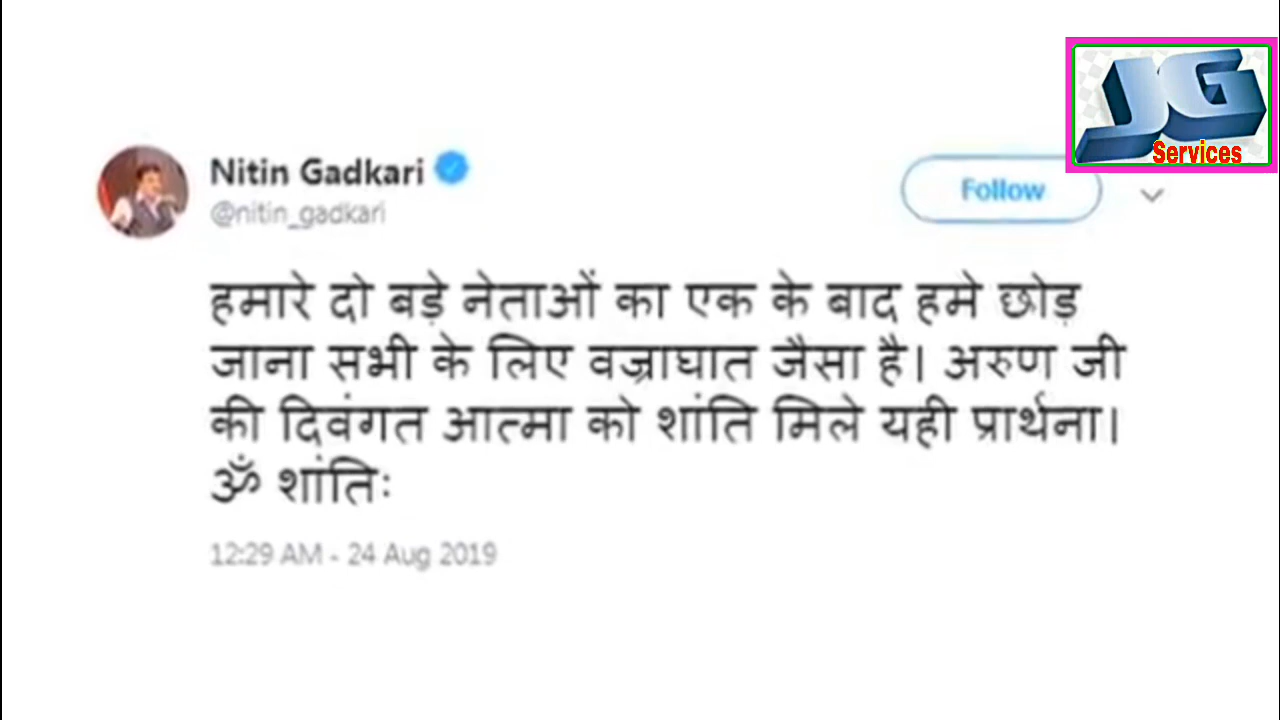 JG
Services
Nitin Gadkari
@nitin_gadkari
Follow
हमारे दो बड़े नेताओं का एक के बाद हमे छोड़
जाना सभी के लिए वज्राघात जैसा है। अरुण जी
की दिवंगत आत्मा को शांति मिले यही प्रार्थना।
ॐ शांतिः
12:29 AM - 24 Aug 2019